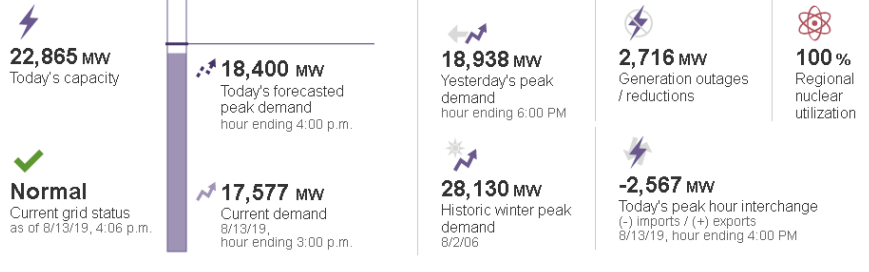 22,865 MW
Today's capacity
Normal
Current grid status
as of 8/13/19, 4:06 p.m.
18,400 MW
Today's forecasted
peak demand
hour ending 4:00 p.m.
17,577 MW
Current demand
8/13/19,
hour ending 3:00 p.m.
18,938 MW
Yesterday's peak
demand
hour ending 6:00 PM
28,130 MW
Historic winter peak
demand
8/2/06
2,716 MW
Generation outages
/ reductions
-2,567 MW
Today's peak hour interchange
(-) imports / (+) exports
8/13/19, hour ending 4:00 PM
100 %
Regional
nuclear
utilization